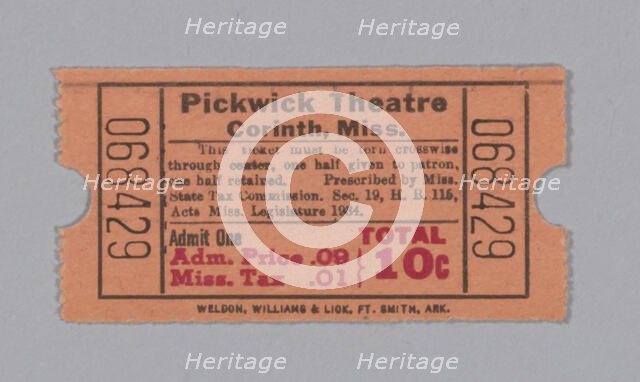 Heritage Heritage
Pickwick Theatre
Corinth, Miss.
This ticket must be torn crosswise
through center, one half given to patron,
one half retained. Prescribed by Miss.
State Tax Commission. Sec. 19, H. B. 115,
Acts Miss. Legislature 1934.
Admit One
Adm. Price .09
Miss. Tax .01
TOTAL
10c
068429
068429
WELDON, WILLIAMS & LICK, FT. SMITH, ARK.
Heritage Heritage Heritage
Heritage Heritage